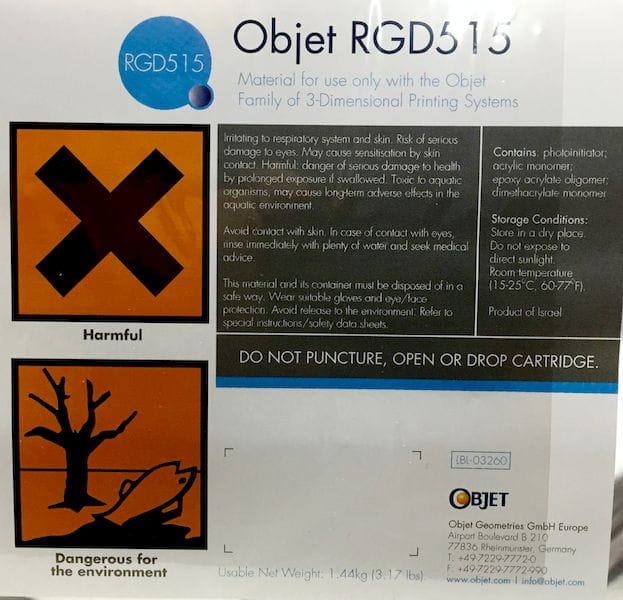 RGD515
Objet RGD515
Material for use only with the Objet
Family of 3-Dimensional Printing Systems
Irritating to respiratory system and skin. Risk of serious
damage to eyes. May cause sensitisation by skin
contact. Harmful: danger of serious damage to health
by prolonged exposure if swallowed. Toxic to aquatic
organisms, may cause long-term adverse effects in the
aquatic environment.
Avoid contact with skin. In case of contact with eyes,
rinse immediately with plenty of water and seek medical
advice.
This material and its container must be disposed of in a
safe way. Wear suitable gloves and eye/face
protection. Avoid release to the environment. Refer to
special instructions/safety data sheets.
Contains: photoinitiator;
acrylic monomer;
epoxy acrylate oligomer;
dimethacrylate monomer
Storage Conditions:
Store in a dry place.
Do not expose to
direct sunlight.
Room temperature
(15-25°C, 60-77°F).
Product of Israel
Harmful
DO NOT PUNCTURE, OPEN OR DROP CARTRIDGE.
Dangerous for
the environment
Usable Net Weight: 1.44kg (3.17 lbs)
LBL-03260
OBJET
Objet Geometries GmbH Europe
Airport Boulevard B 210
77836 Rheinmünster, Germany
T: +49-7229-7772-0
F: +49-7229-7772-990
www.objet.com | info@objet.com